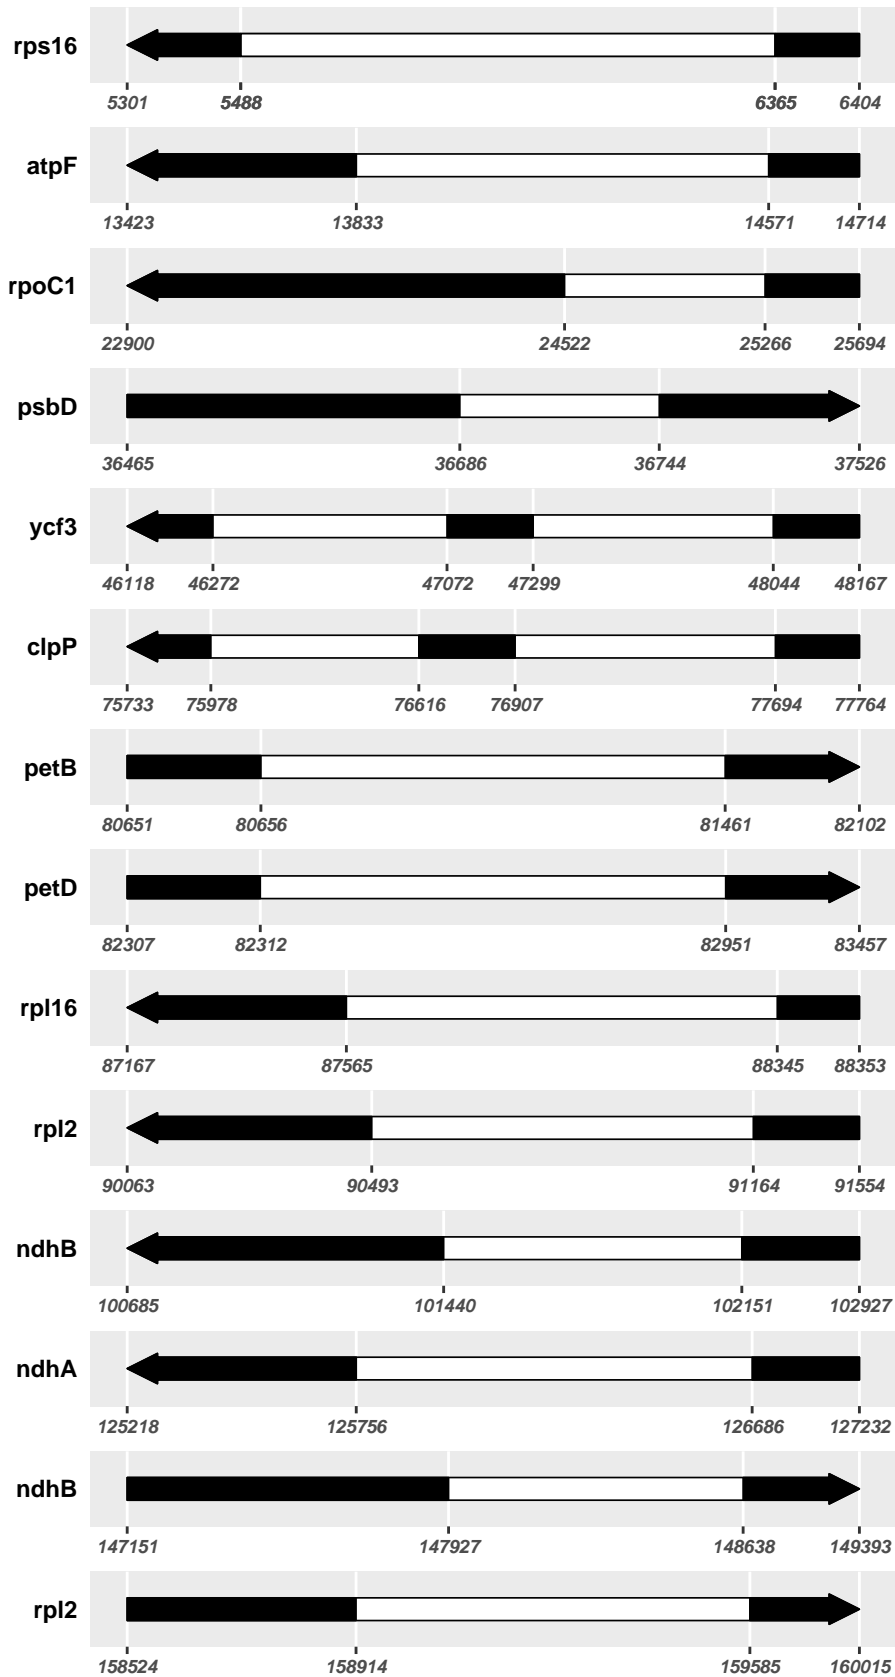 rps16
5301 5488 6365 6404
atpF
13423 13833 14571 14714
rpoC1
22900 24522 25266 25694
psbD
36465 36686 36744 37526
ycf3
46118 46272 47072 47299 48044 48167
clpP
75733 75978 76616 76907 77694 77764
petB
80651 80656 81461 82102
petD
82307 82312 82951 83457
rpl16
87167 87565 88345 88353
rpl2
90063 90493 91164 91554
ndhB
100685 101440 102151 102927
ndhA
125218 125756 126686 127232
ndhB
147151 147927 148638 149393
rpl2
158524 158914 159585 160015